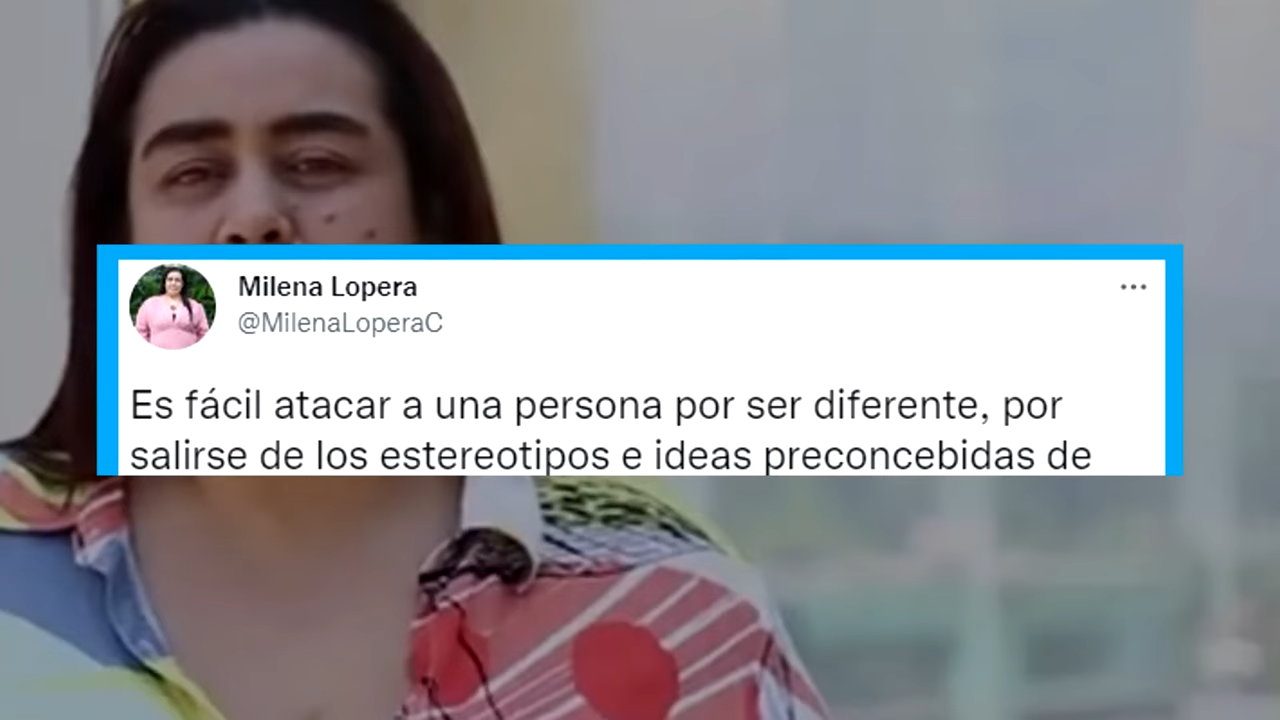 Milena Lopera
@MilenaLoperaC
Es fácil atacar a una persona por ser diferente, por
salirse de los estereotipos e ideas preconcebidas de